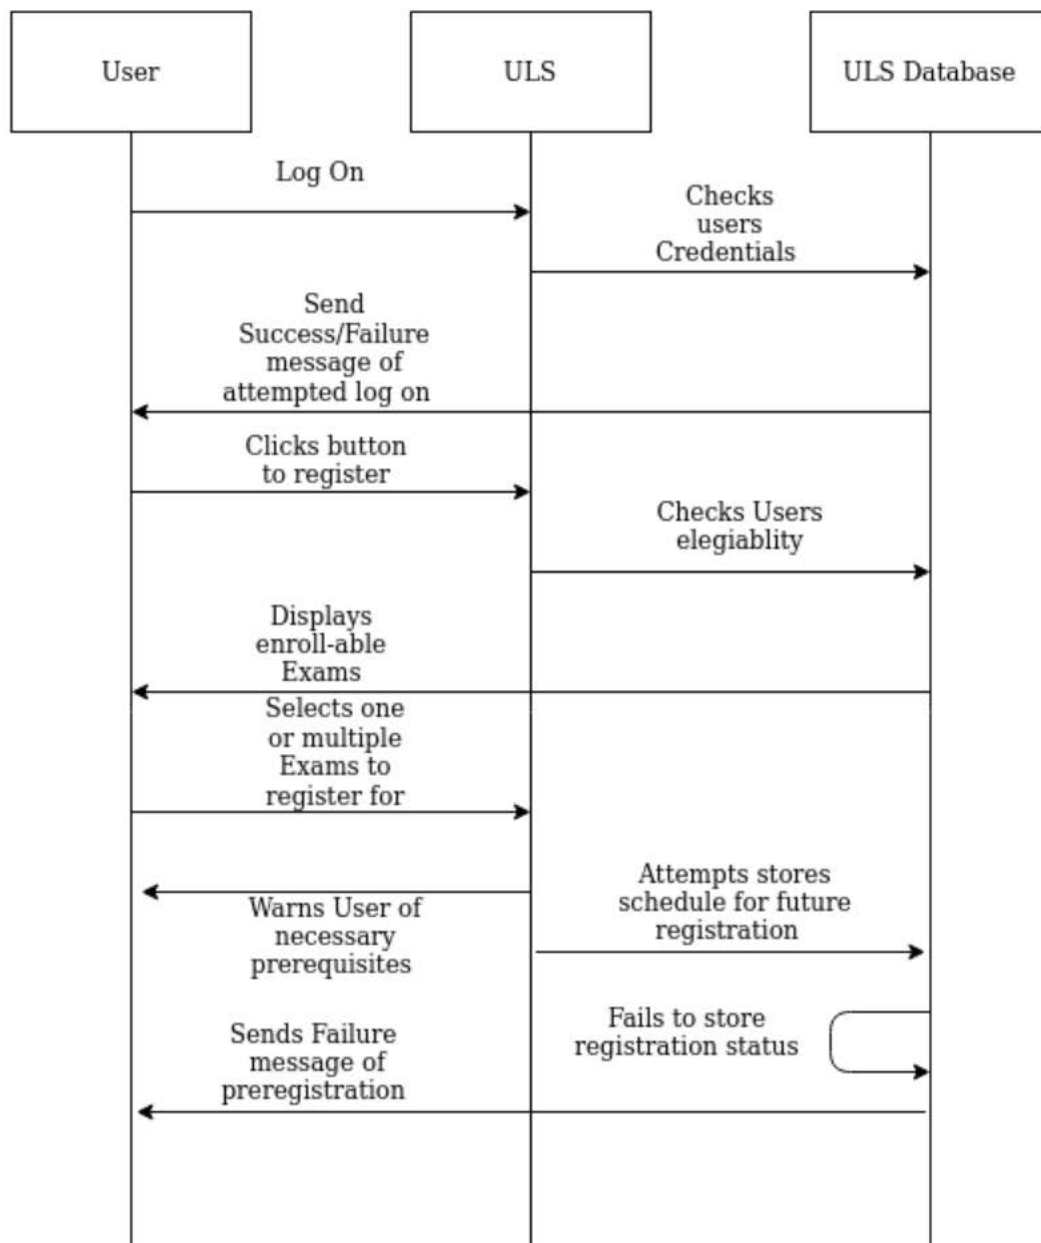 User
ULS
ULS Database
Log On
Checks
users
Credentials
Send
Success/Failure
message of
attempted log on
Clicks button
to register
Checks Users
elegiablity
Displays
enroll-able
Exams
Selects one
or multiple
Exams to
register for
Attempts stores
schedule for future
registration
Warns User of
necessary
prerequisites
Fails to store
registration status
Sends Failure
message of
preregistration